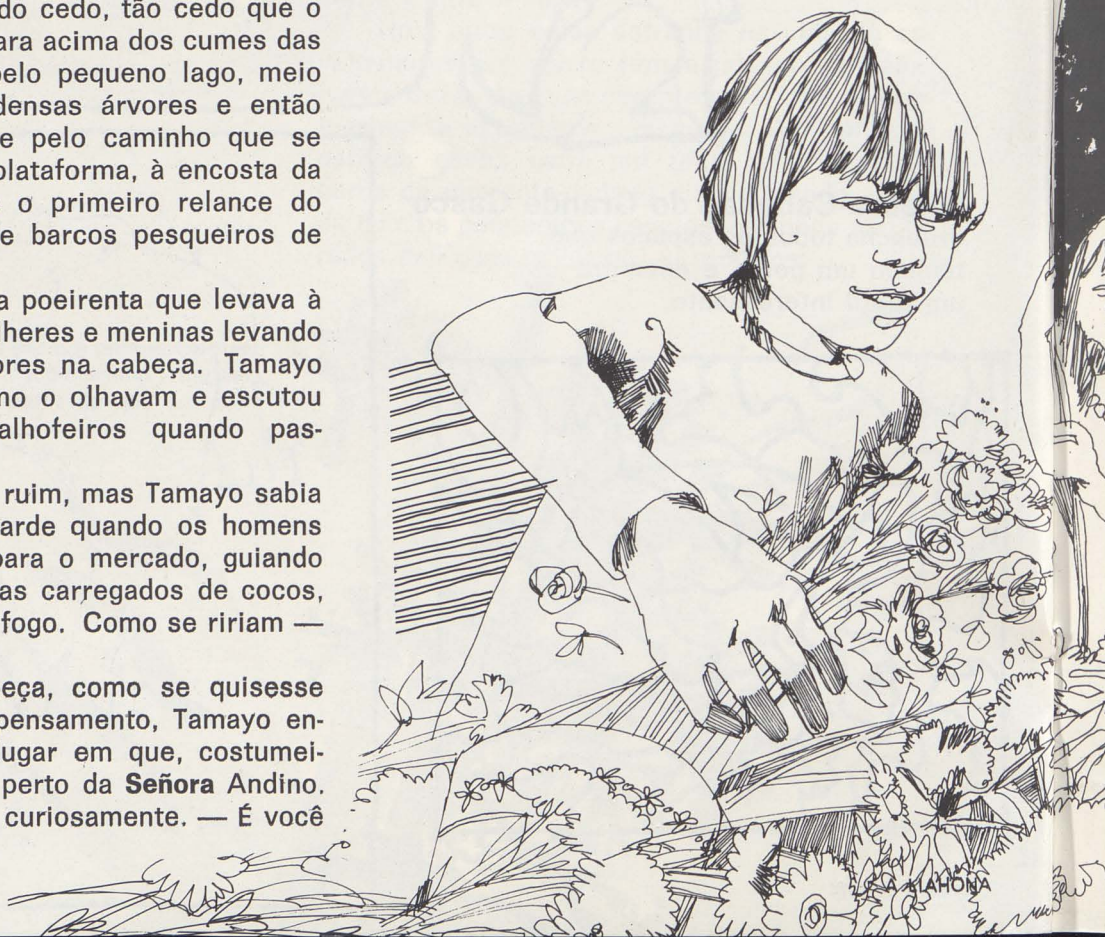 do cedo, tão cedo que o
ara acima dos cumes das
pelo pequeno lago, meio
densas árvores e então
e pelo caminho que se
plataforma, à encosta da
o primeiro relance do
e barcos pesqueiros de
a poeirenta que levava à
lheres e meninas levando
ores na cabeça. Tamayo
mo o olhavam e escutou
alhofeiros quando pas-
ruim, mas Tamayo sabia
arde quando os homens
para o mercado, guiando
as carregados de cocos,
fogo. Como se ririam —
beça, como se quisesse
pensamento, Tamayo en-
ugar em que, costumei-
perto da Señora Andino.
curiosamente. — É você
A LIAHONA